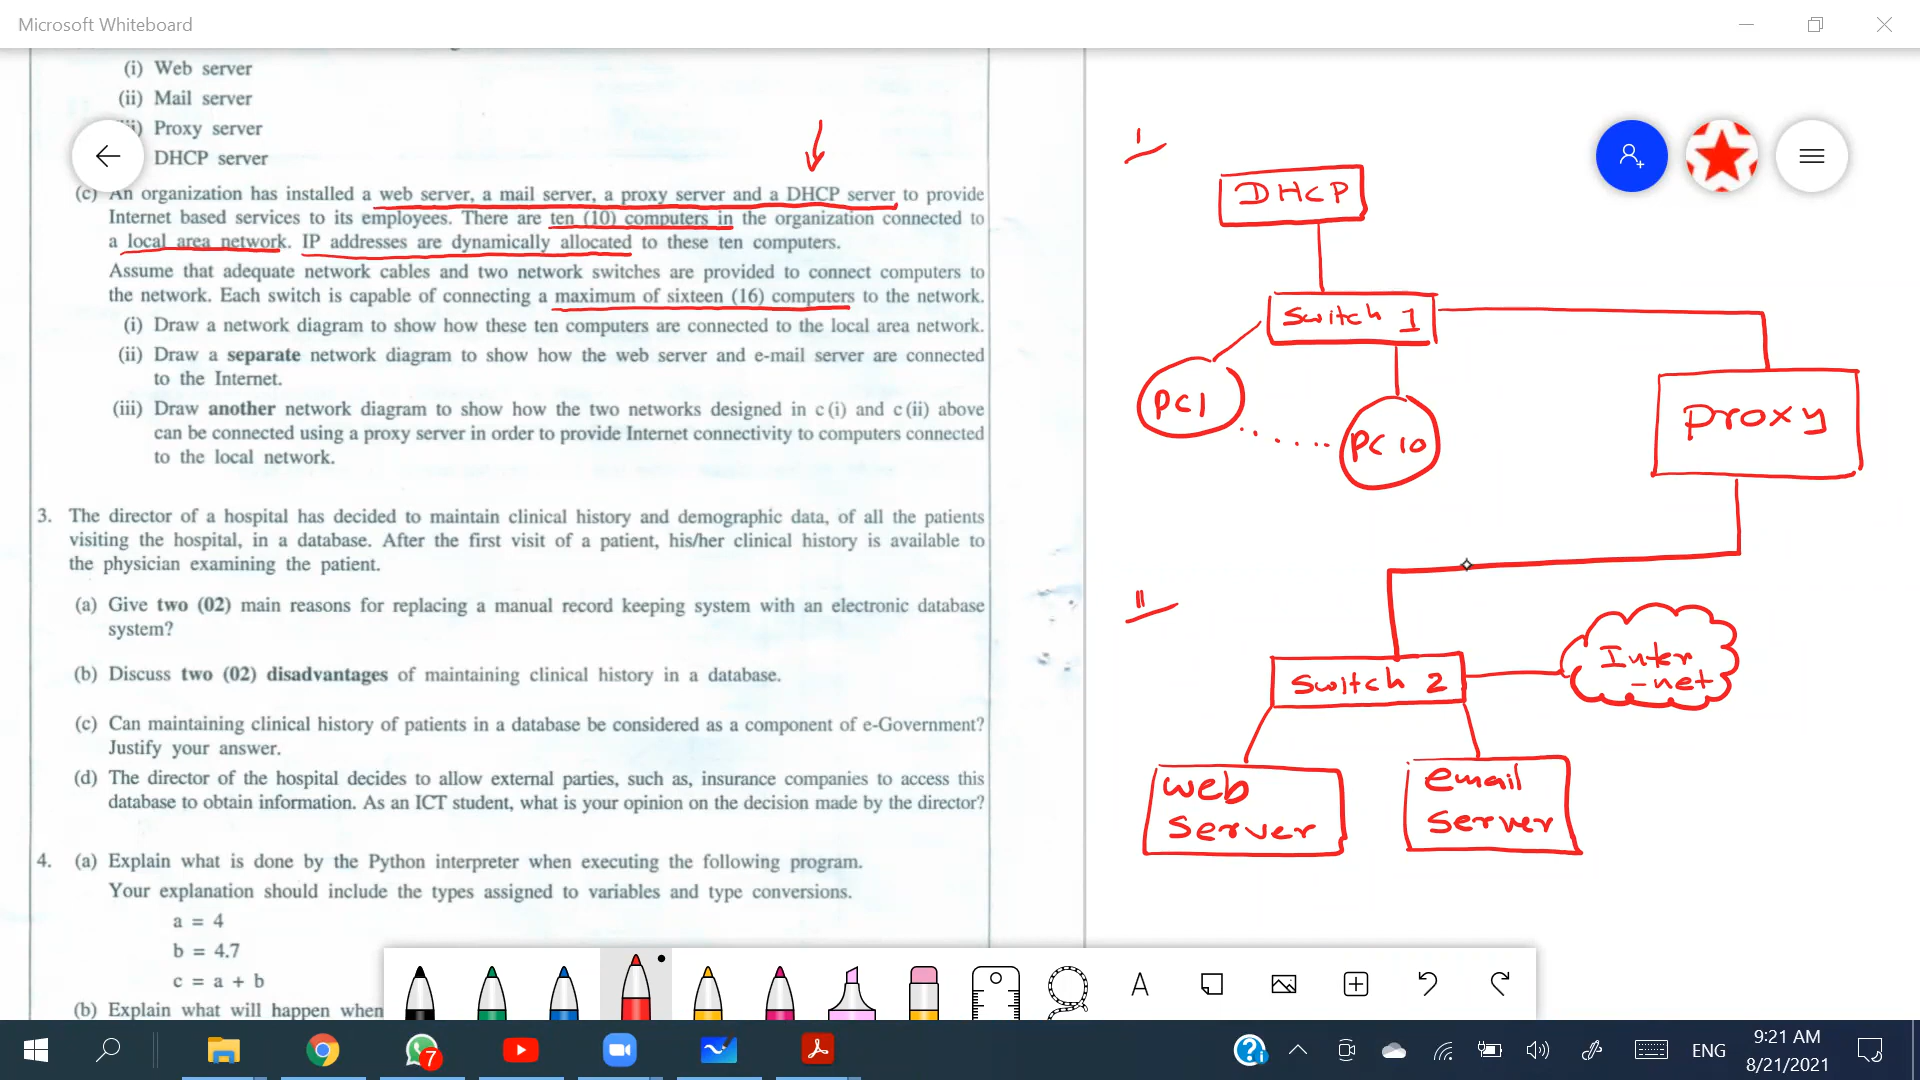 Microsoft Whiteboard
(i) Web server
(ii) Mail server
Proxy server
DHCP server
(c) An organization has installed a web server, a mail server, a proxy server and a DHCP server to provide
Internet based services to its employees. There are ten (10) computers in the organization connected to
a local area network. IP addresses are dynamically allocated to these ten computers.
Assume that adequate network cables and two network switches are provided to connect computers to
the network. Each switch is capable of connecting a maximum of sixteen (16) computers to the network.
(i) Draw a network diagram to show how these ten computers are connected to the local area network.
(ii) Draw a separate network diagram to show how the web server and e-mail server are connected
to the Internet.
(iii) Draw another network diagram to show how the two networks designed in c (i) and c (ii) above
can be connected using a proxy server in order to provide Internet connectivity to computers connected
to the local network.
3. The director of a hospital has decided to maintain clinical history and demographic data, of all the patients
visiting the hospital, in a database. After the first visit of a patient, his/her clinical history is available to
the physician examining the patient.
(a) Give two (02) main reasons for replacing a manual record keeping system with an electronic database
system?
(b) Discuss two (02) disadvantages of maintaining clinical history in a database.
(c) Can maintaining clinical history of patients in a database be considered as a component of e-Government?
Justify your answer.
(d) The director of the hospital decides to allow external parties, such as, insurance companies to access this
database to obtain information. As an ICT student, what is your opinion on the decision made by the director?
4. (a) Explain what is done by the Python interpreter when executing the following program.
Your explanation should include the types assigned to variables and type conversions.
a = 4
b = 4.7
c = a + b
(b) Explain what will happen when
I
DHCP
Switch 1
PC1
PC 10
Proxy
II
Switch 2
Inter
-net
web
Server
email
Server
7
ENG
9:21 AM
8/21/2021